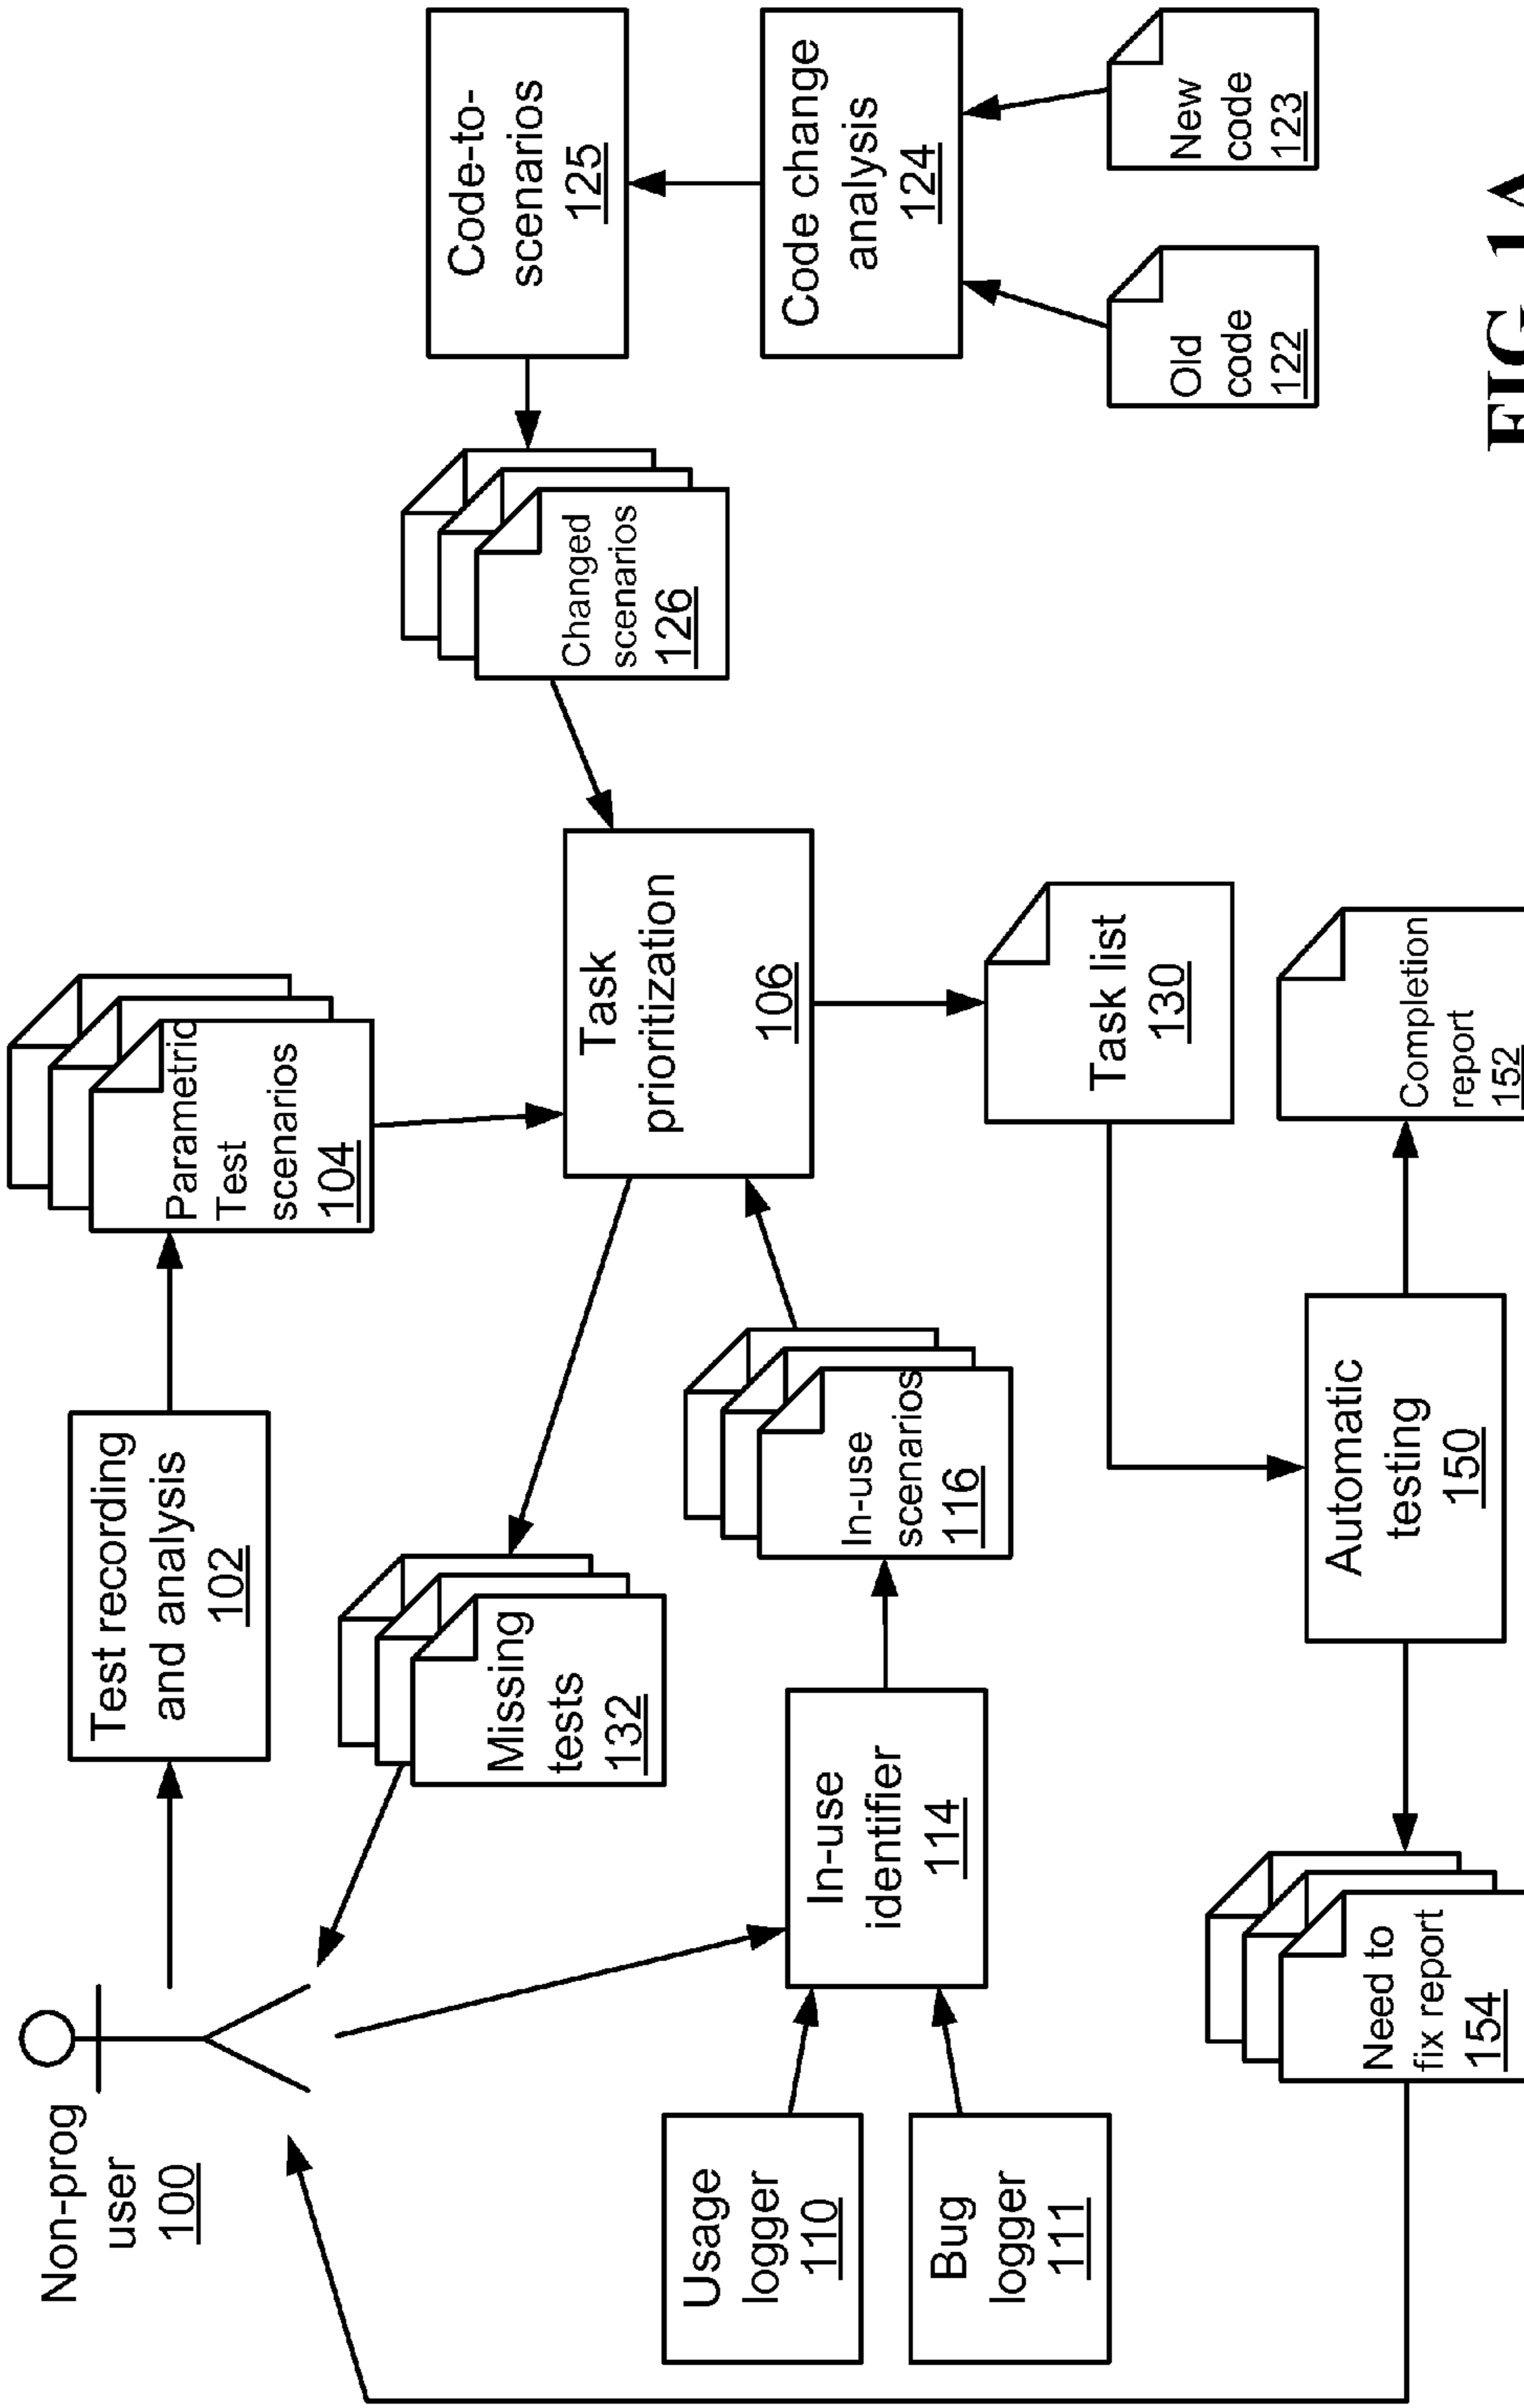 Non-prog
user
100
Test recording
and analysis
102
Parametric
Test
scenarios
104
Missing
tests
132
Changed
scenarios
126
Code-to-
scenarios
125
Task
prioritization
106
Usage
logger
110
Bug
logger
111
In-use
identifier
114
In-use
scenarios
116
Code change
analysis
124
Task list
130
Old
code
122
New
code
123
Need to
fix report
154
Automatic
testing
150
Completion
report
152
FIG 1A